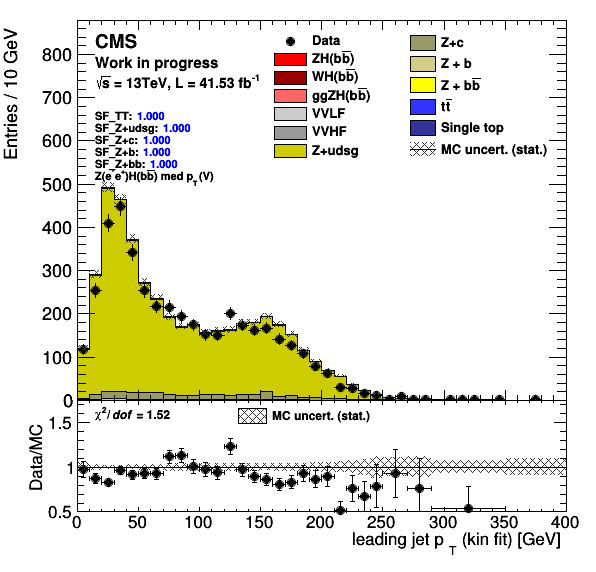 CMS
Work in progress
√s = 13TeV, L = 41.53 fb⁻¹
SF_TT: 1.000
SF_Z+udsg: 1.000
SF_Z+c: 1.000
SF_Z+b: 1.000
SF_Z+bb: 1.000
Z(e⁻e⁺)H(bb̅) med p_T(V)
Data
ZH(bb̅)
WH(bb̅)
ggZH(bb̅)
VVLF
VVHF
Z+udsg
Z+c
Z + b
Z + bb̅
tt̅
Single top
MC uncert. (stat.)
Entries / 10 GeV
800
700
600
500
400
300
200
100
0
χ²/dof = 1.52
MC uncert. (stat.)
Data/MC
1.5
1
0.5
0 50 100 150 200 250 300 350 400
leading jet p_T (kin fit) [GeV]